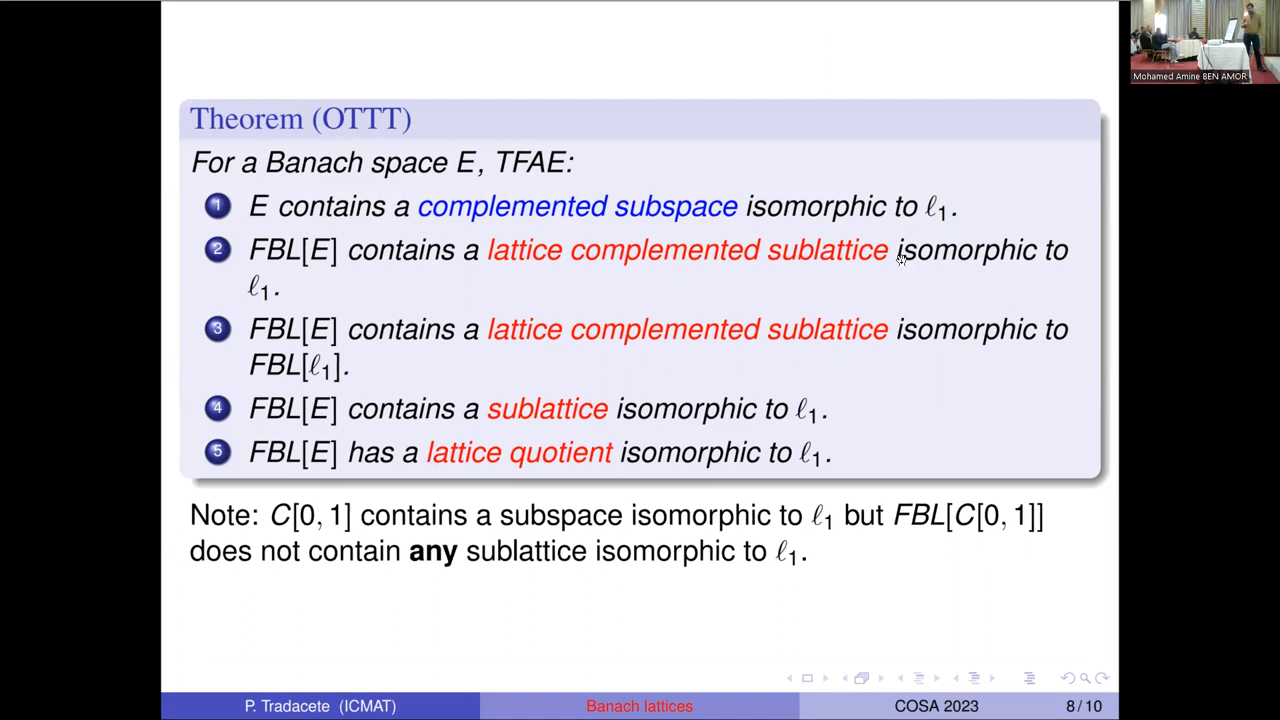 Mohamed Amine BEN AMOR
Theorem (OTTT)
For a Banach space E, TFAE:
1 E contains a complemented subspace isomorphic to ℓ₁.
2 FBL[E] contains a lattice complemented sublattice isomorphic to
ℓ₁.
3 FBL[E] contains a lattice complemented sublattice isomorphic to
FBL[ℓ₁].
4 FBL[E] contains a sublattice isomorphic to ℓ₁.
5 FBL[E] has a lattice quotient isomorphic to ℓ₁.
Note: C[0, 1] contains a subspace isomorphic to ℓ₁ but FBL[C[0, 1]]
does not contain any sublattice isomorphic to ℓ₁.
P. Tradacete (ICMAT) Banach lattices COSA 2023 8 / 10